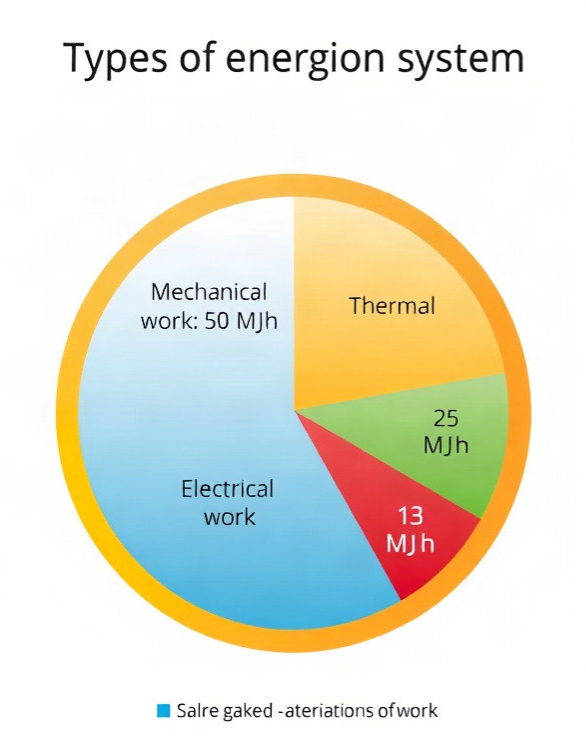 Types of energion system
Mechanical
work: 50 MJh
Thermal
25
MJh
Electrical
work
13
MJh
Salre gaked -ateriations of work